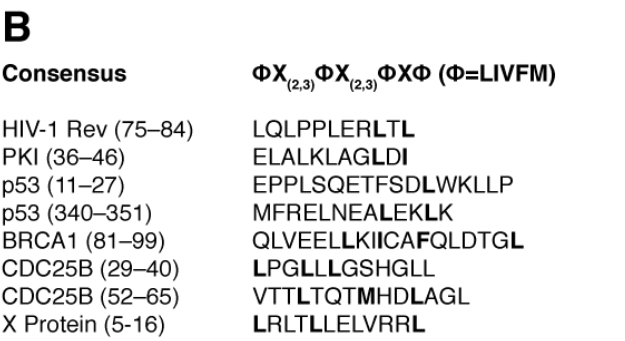 B
Consensus ΦX(2,3)ΦX(2,3)ΦXΦ (Φ=LIVFM)
HIV-1 Rev (75–84) LQLPPLERLTL
PKI (36–46) ELALKLAGLDI
p53 (11–27) EPPLSQETFSDLWKLLP
p53 (340–351) MFRELNEALEKLK
BRCA1 (81–99) QLVEELLKIICAFQLDTGL
CDC25B (29–40) LPGLLLGSHGLL
CDC25B (52–65) VTTLTQTMHDLAGL
X Protein (5-16) LRLTLLELVRRL